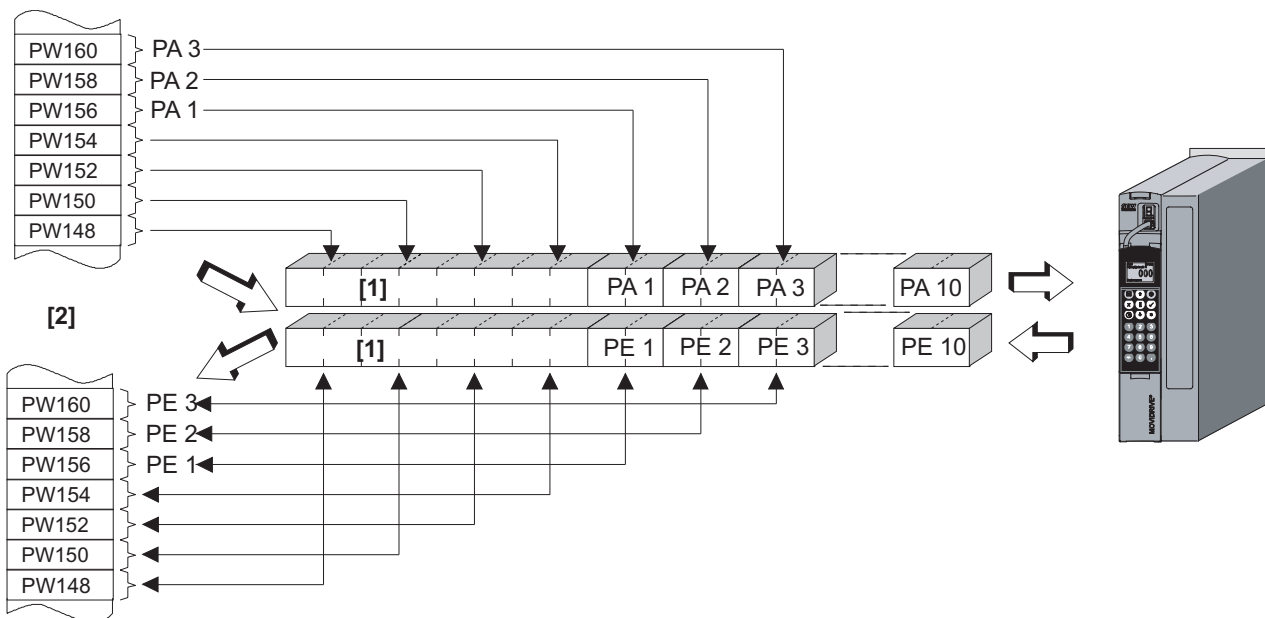 PW160 PA 3
PW158 PA 2
PW156 PA 1
PW154
PW152
PW150
PW148
[1] PA 1 PA 2 PA 3 PA 10
[2]
[1] PE 1 PE 2 PE 3 PE 10
PW160 PE 3
PW158 PE 2
PW156 PE 1
PW154
PW152
PW150
PW148
000
MOVIDRIVE®